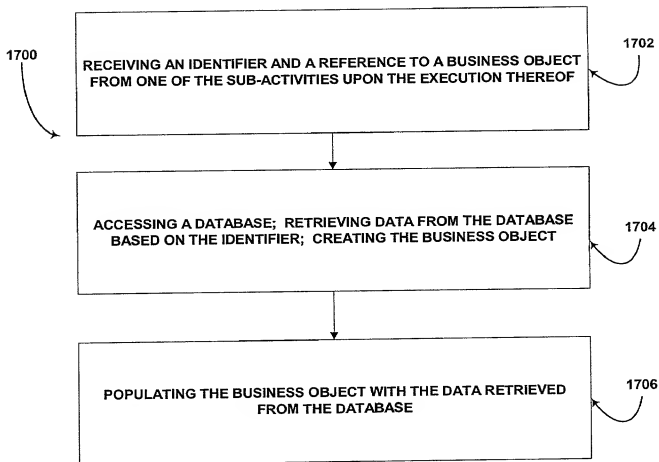 1700
RECEIVING AN IDENTIFIER AND A REFERENCE TO A BUSINESS OBJECT
FROM ONE OF THE SUB-ACTIVITIES UPON THE EXECUTION THEREOF
1702
ACCESSING A DATABASE; RETRIEVING DATA FROM THE DATABASE
BASED ON THE IDENTIFIER; CREATING THE BUSINESS OBJECT
1704
POPULATING THE BUSINESS OBJECT WITH THE DATA RETRIEVED
FROM THE DATABASE
1706